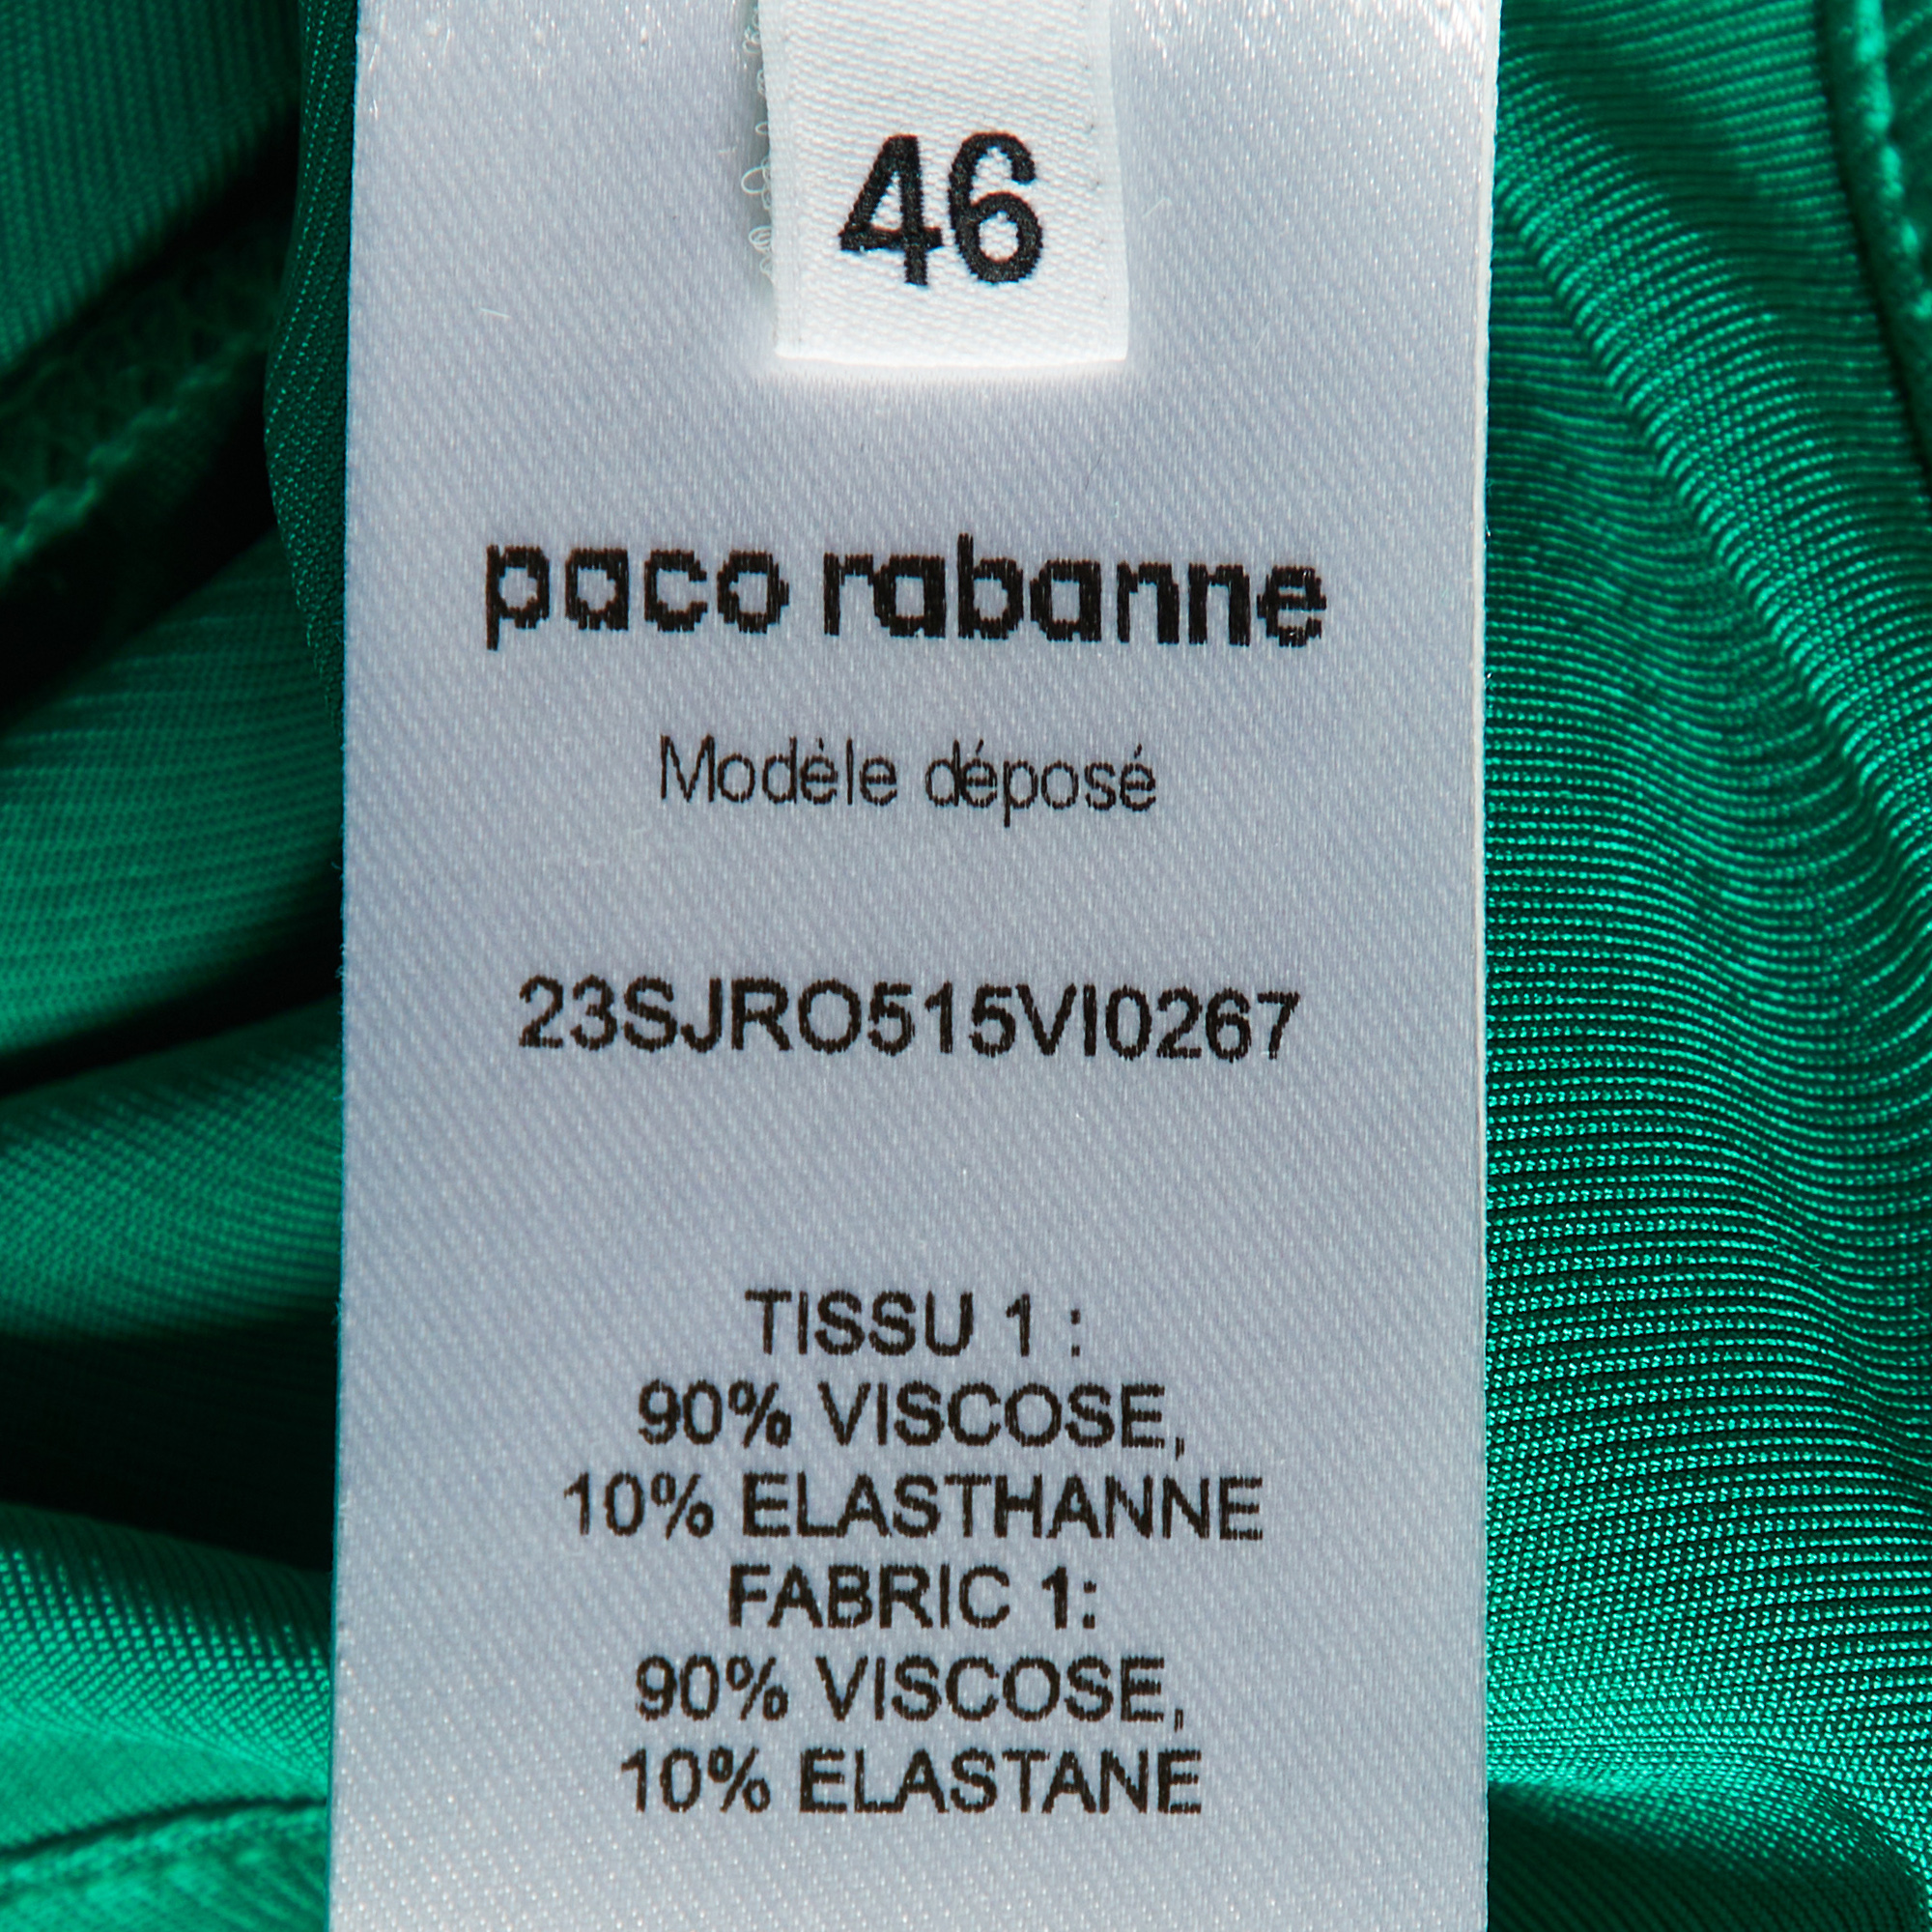 46
paco rabanne
Modèle déposé
23SJRO515VI0267
TISSU 1 :
90% VISCOSE,
10% ELASTHANNE
FABRIC 1:
90% VISCOSE,
10% ELASTANE